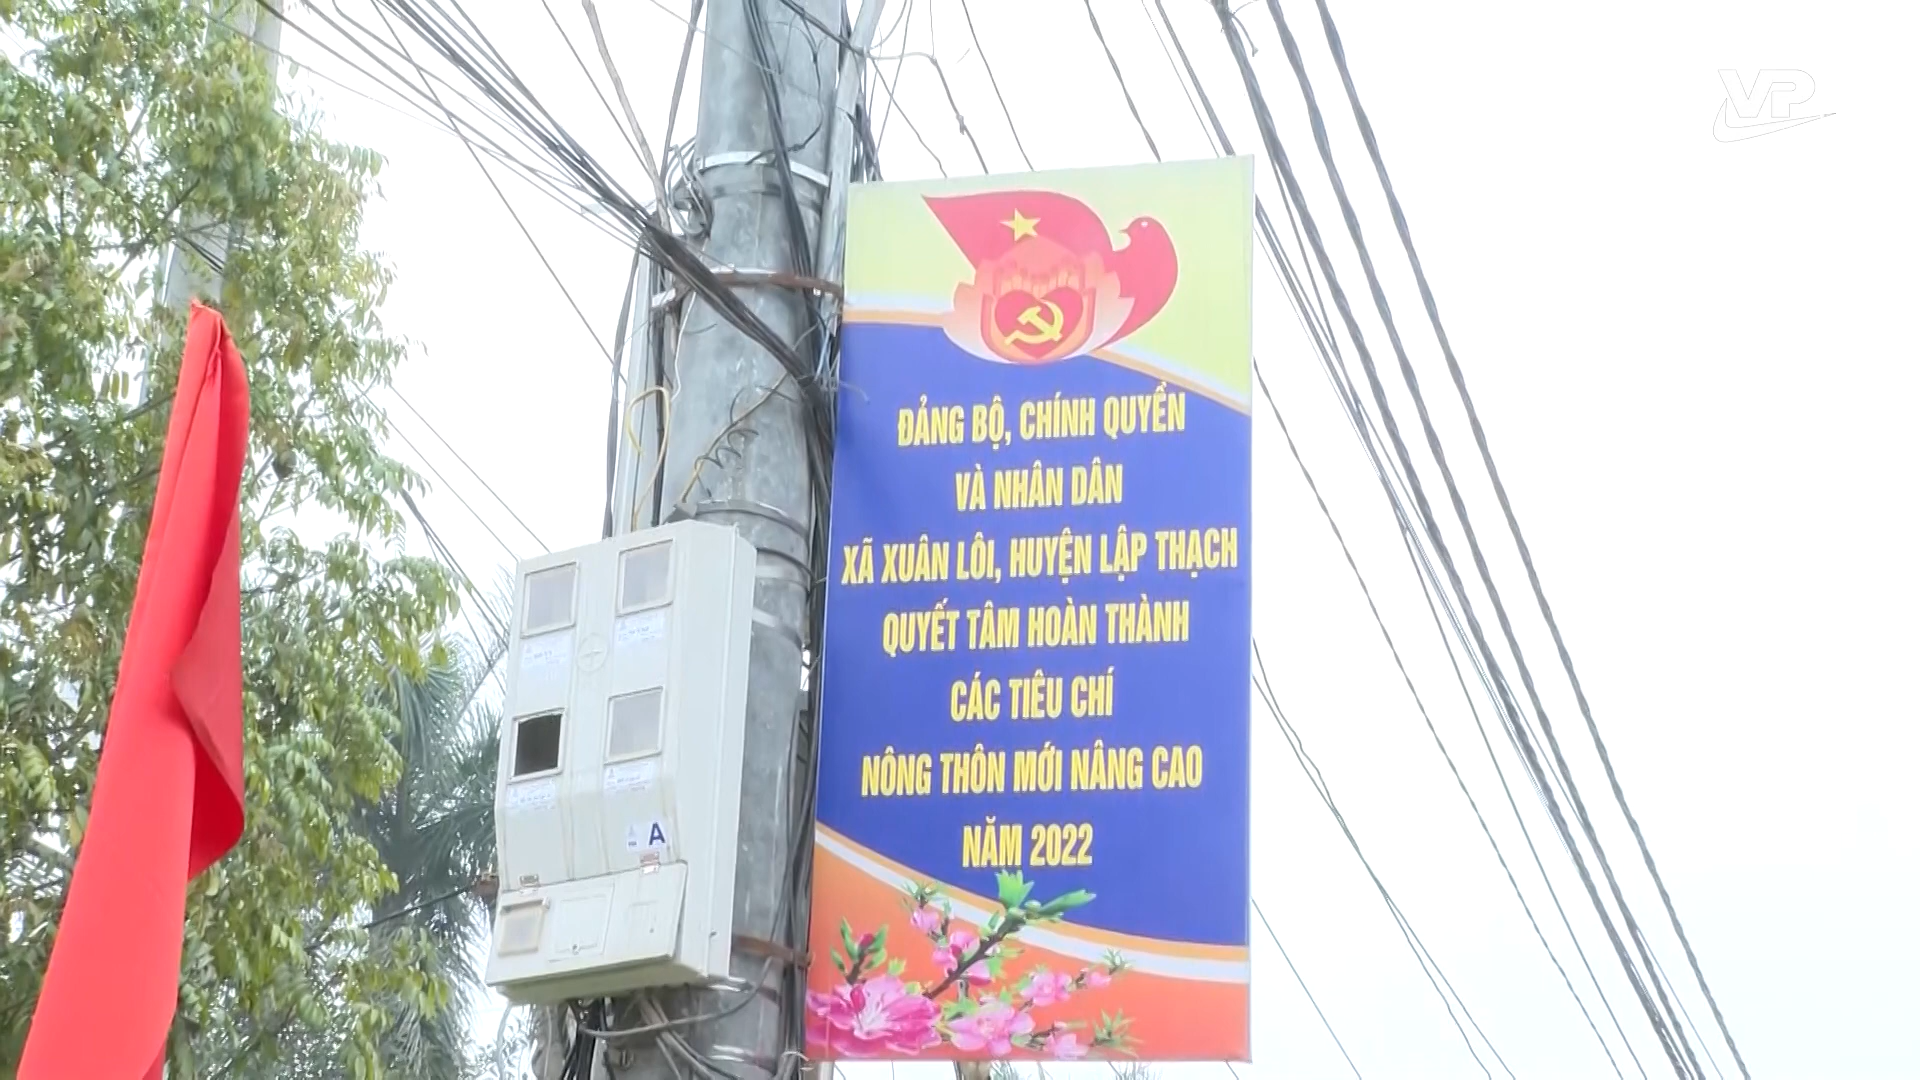 VP
ĐẢNG BỘ, CHÍNH QUYỀN
VÀ NHÂN DÂN
XÃ XUÂN LÔI, HUYỆN LẬP THẠCH
QUYẾT TÂM HOÀN THÀNH
CÁC TIÊU CHÍ
NÔNG THÔN MỚI NÂNG CAO
NĂM 2022
A